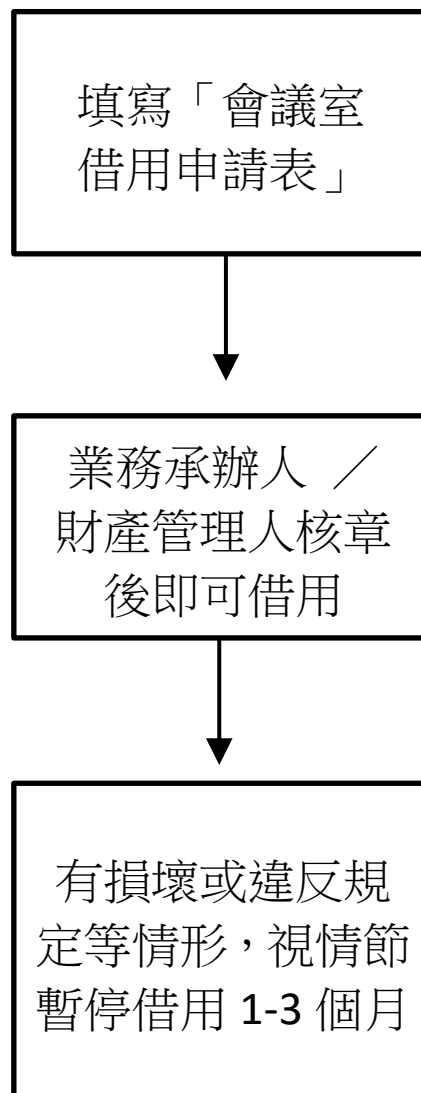 填寫「會議室
借用申請表」
業務承辦人 ／
財產管理人核章
後即可借用
有損壞或違反規
定等情形，視情節
暫停借用 1-3 個月